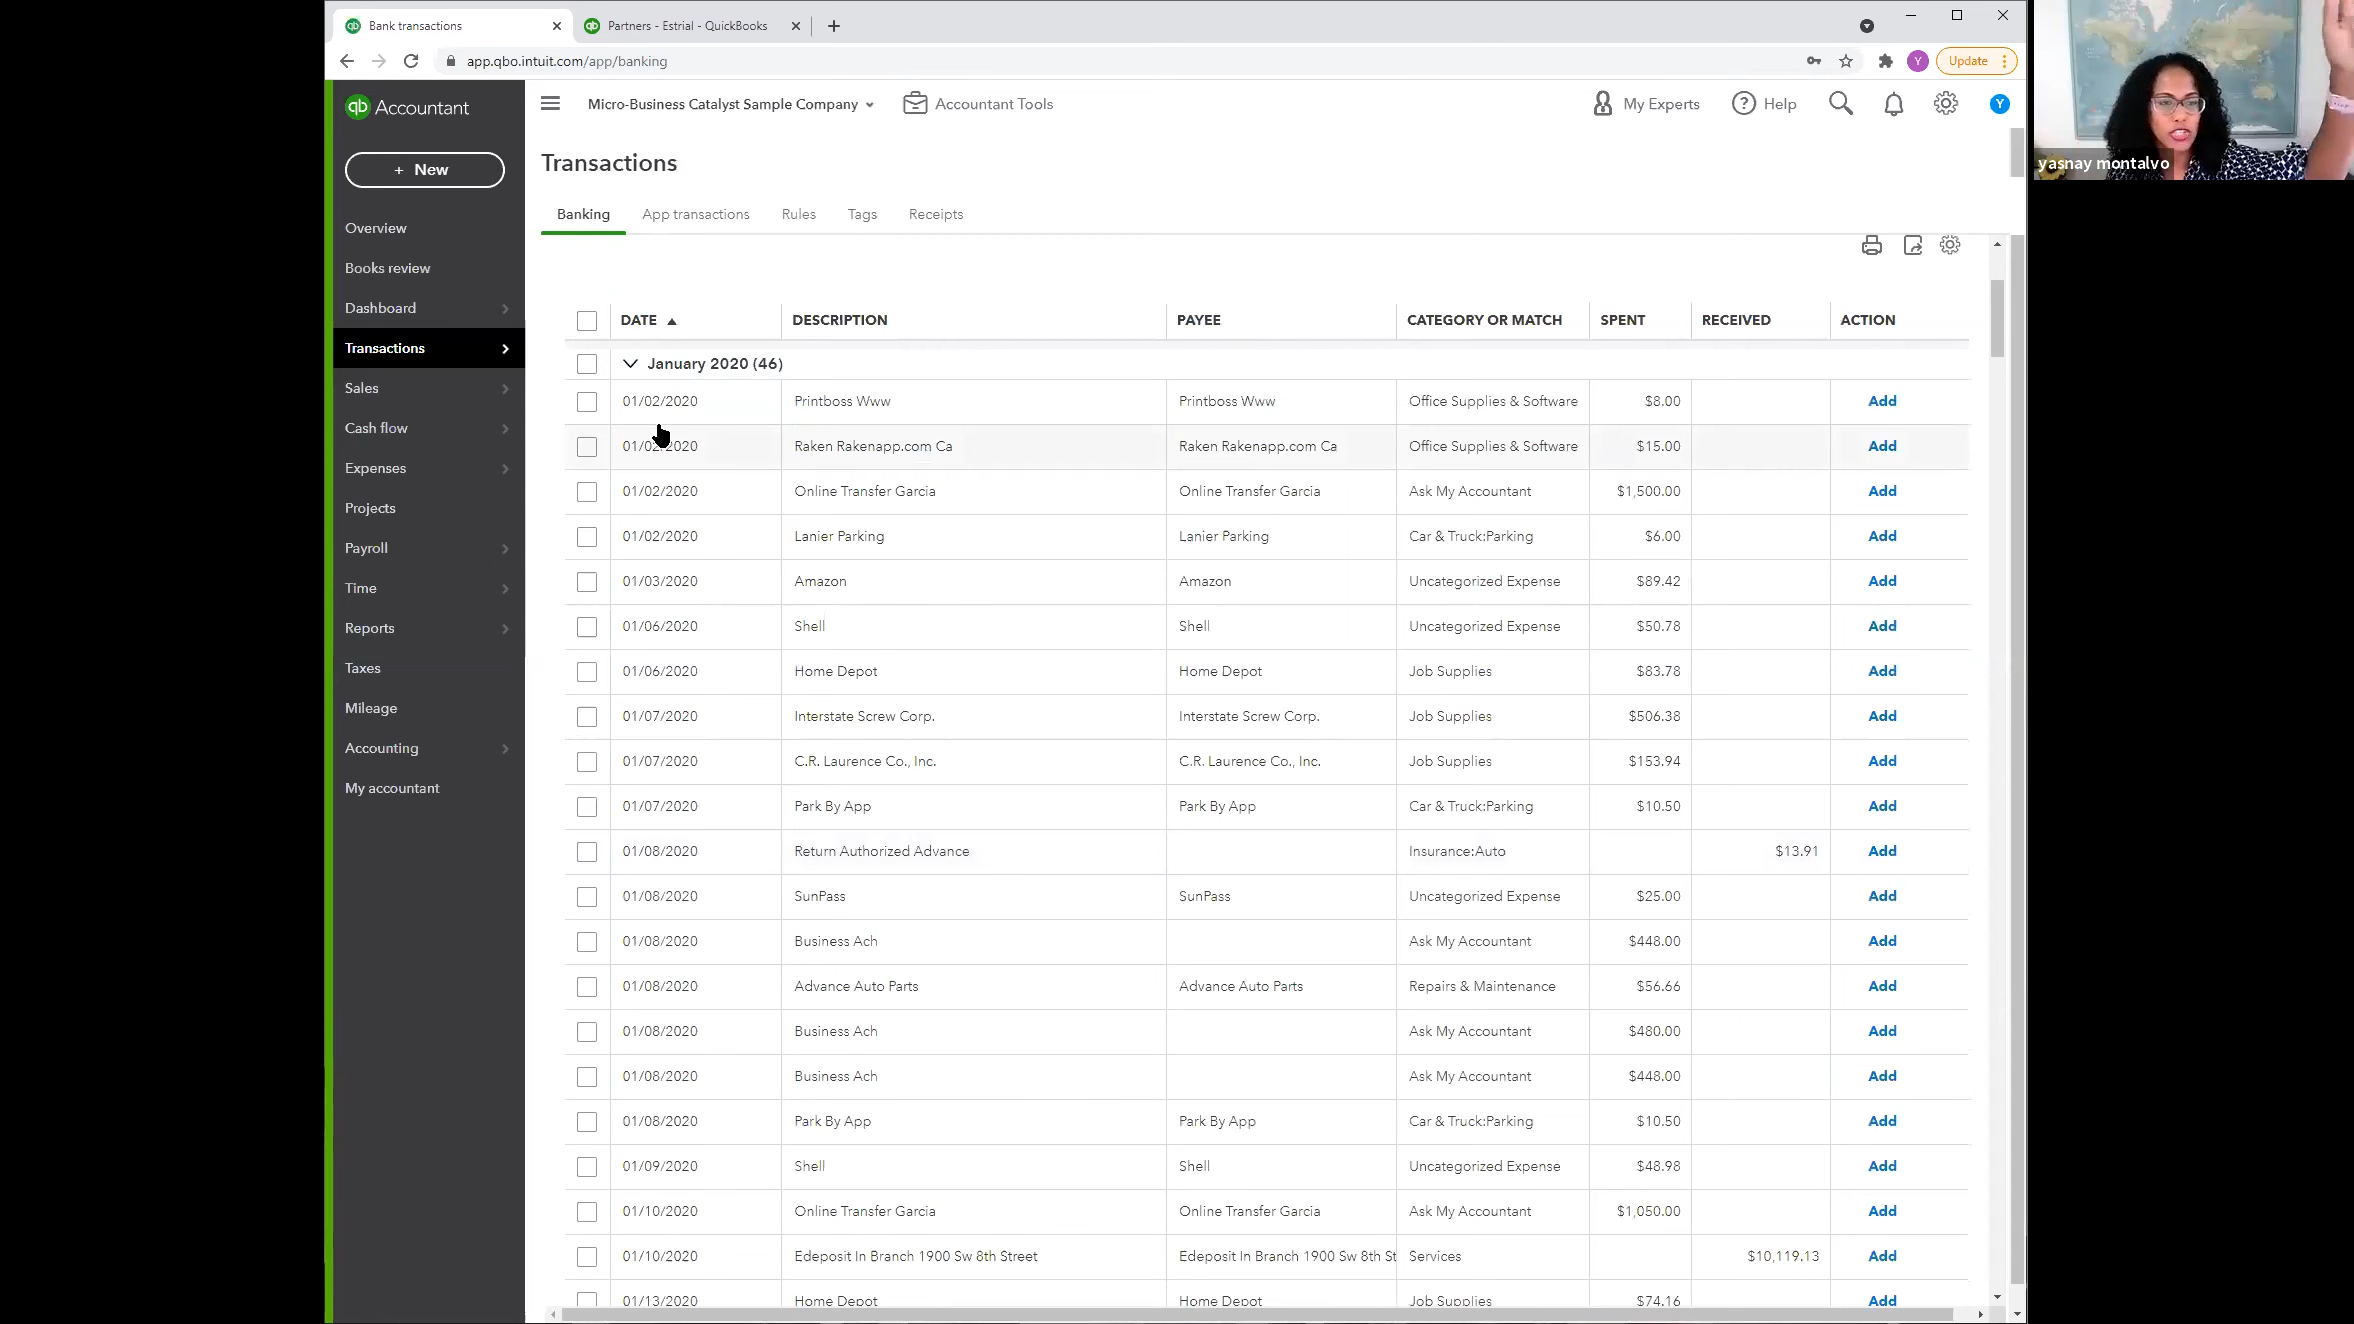 Bank transactions
Partners - Estrial - QuickBooks
app.qbo.intuit.com/app/banking
Y
Update
qb Accountant
Micro-Business Catalyst Sample Company
Accountant Tools
My Experts
Help
Y
yasnay montalvo
+ New
Overview
Books review
Dashboard
Transactions
Sales
Cash flow
Expenses
Projects
Payroll
Time
Reports
Taxes
Mileage
Accounting
My accountant
Transactions
Banking App transactions Rules Tags Receipts
DATE DESCRIPTION PAYEE CATEGORY OR MATCH SPENT RECEIVED ACTION
January 2020 (46)
01/02/2020 Printboss Www Printboss Www Office Supplies & Software $8.00 Add
01/02/2020 Raken Rakenapp.com Ca Raken Rakenapp.com Ca Office Supplies & Software $15.00 Add
01/02/2020 Online Transfer Garcia Online Transfer Garcia Ask My Accountant $1,500.00 Add
01/02/2020 Lanier Parking Lanier Parking Car & Truck:Parking $6.00 Add
01/03/2020 Amazon Amazon Uncategorized Expense $89.42 Add
01/06/2020 Shell Shell Uncategorized Expense $50.78 Add
01/06/2020 Home Depot Home Depot Job Supplies $83.78 Add
01/07/2020 Interstate Screw Corp. Interstate Screw Corp. Job Supplies $506.38 Add
01/07/2020 C.R. Laurence Co., Inc. C.R. Laurence Co., Inc. Job Supplies $153.94 Add
01/07/2020 Park By App Park By App Car & Truck:Parking $10.50 Add
01/08/2020 Return Authorized Advance Insurance:Auto $13.91 Add
01/08/2020 SunPass SunPass Uncategorized Expense $25.00 Add
01/08/2020 Business Ach Ask My Accountant $448.00 Add
01/08/2020 Advance Auto Parts Advance Auto Parts Repairs & Maintenance $56.66 Add
01/08/2020 Business Ach Ask My Accountant $480.00 Add
01/08/2020 Business Ach Ask My Accountant $448.00 Add
01/08/2020 Park By App Park By App Car & Truck:Parking $10.50 Add
01/09/2020 Shell Shell Uncategorized Expense $48.98 Add
01/10/2020 Online Transfer Garcia Online Transfer Garcia Ask My Accountant $1,050.00 Add
01/10/2020 Edeposit In Branch 1900 Sw 8th Street Edeposit In Branch 1900 Sw 8th St Services $10,119.13 Add
01/13/2020 Home Depot Home Depot Job Supplies $74.16 Add